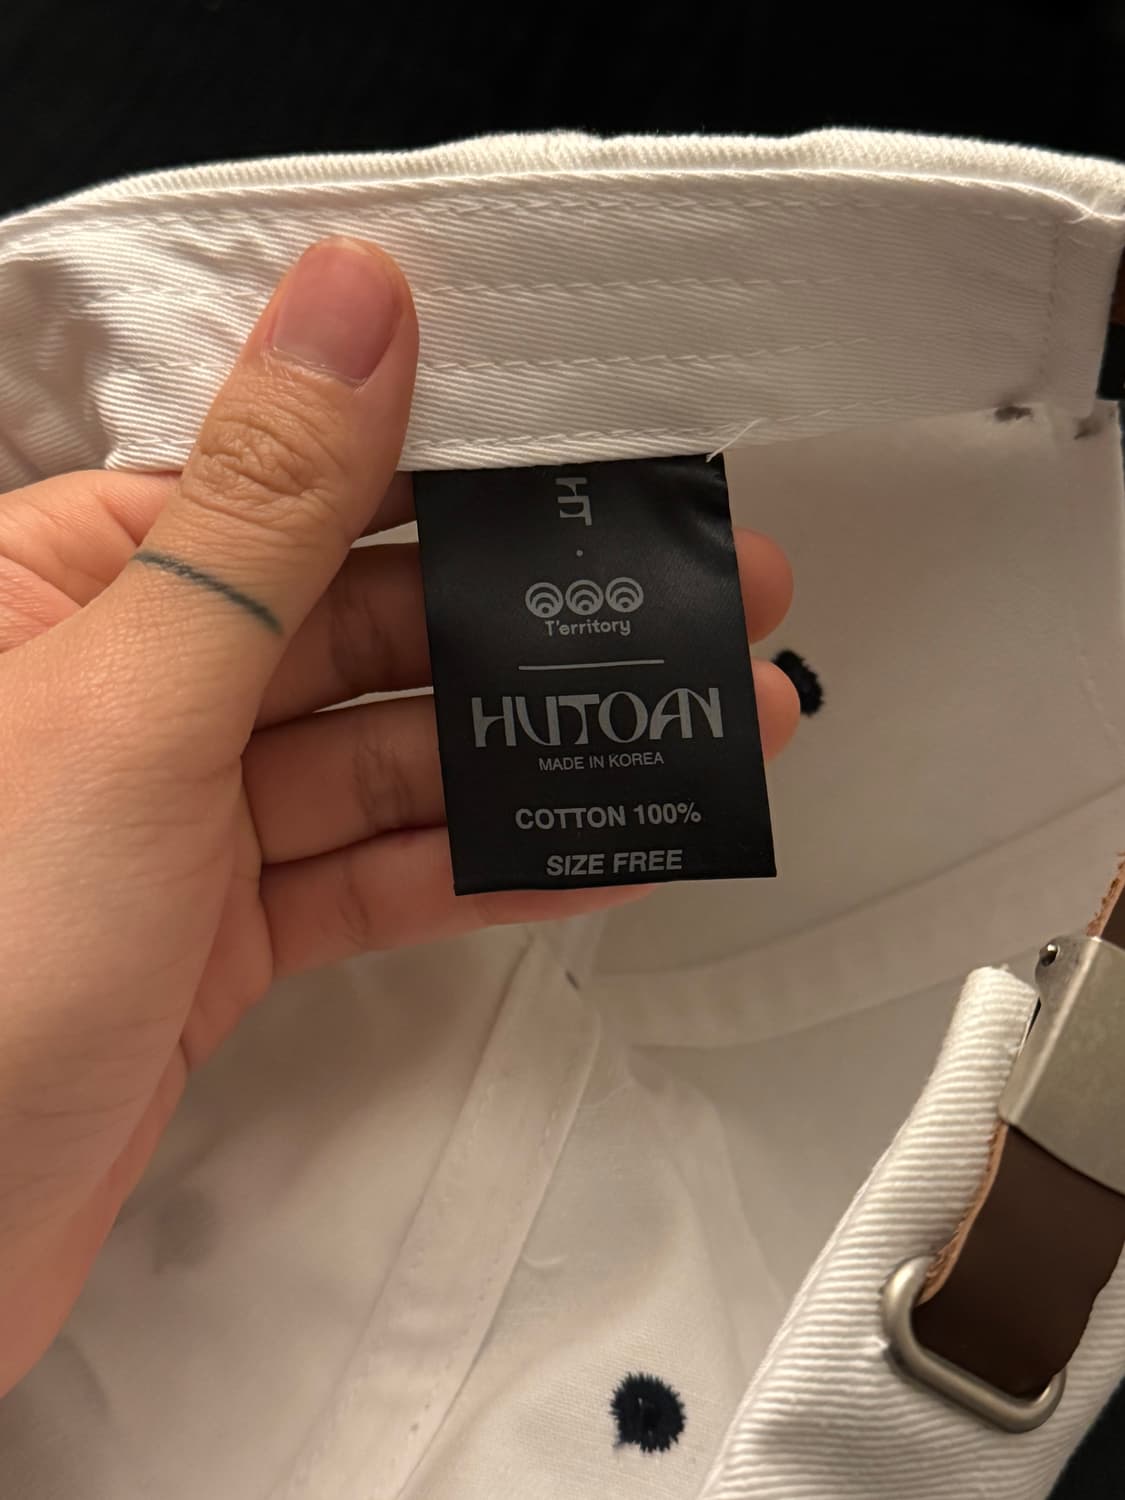 T'erritory
HUTOAN
MADE IN KOREA
COTTON 100%
SIZE FREE